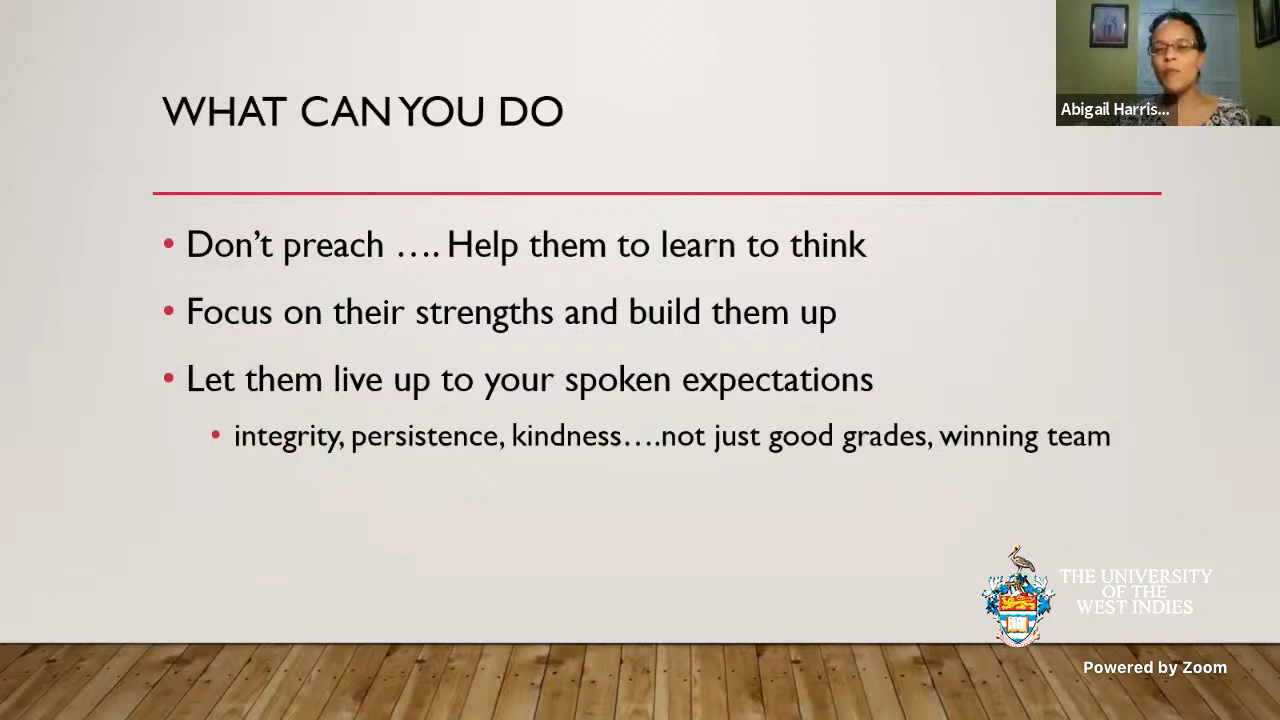 WHAT CAN YOU DO
Abigail Harris...
• Don’t preach …. Help them to learn to think
• Focus on their strengths and build them up
• Let them live up to your spoken expectations
• integrity, persistence, kindness….not just good grades, winning team
THE UNIVERSITY
OF THE
WEST INDIES
Powered by Zoom